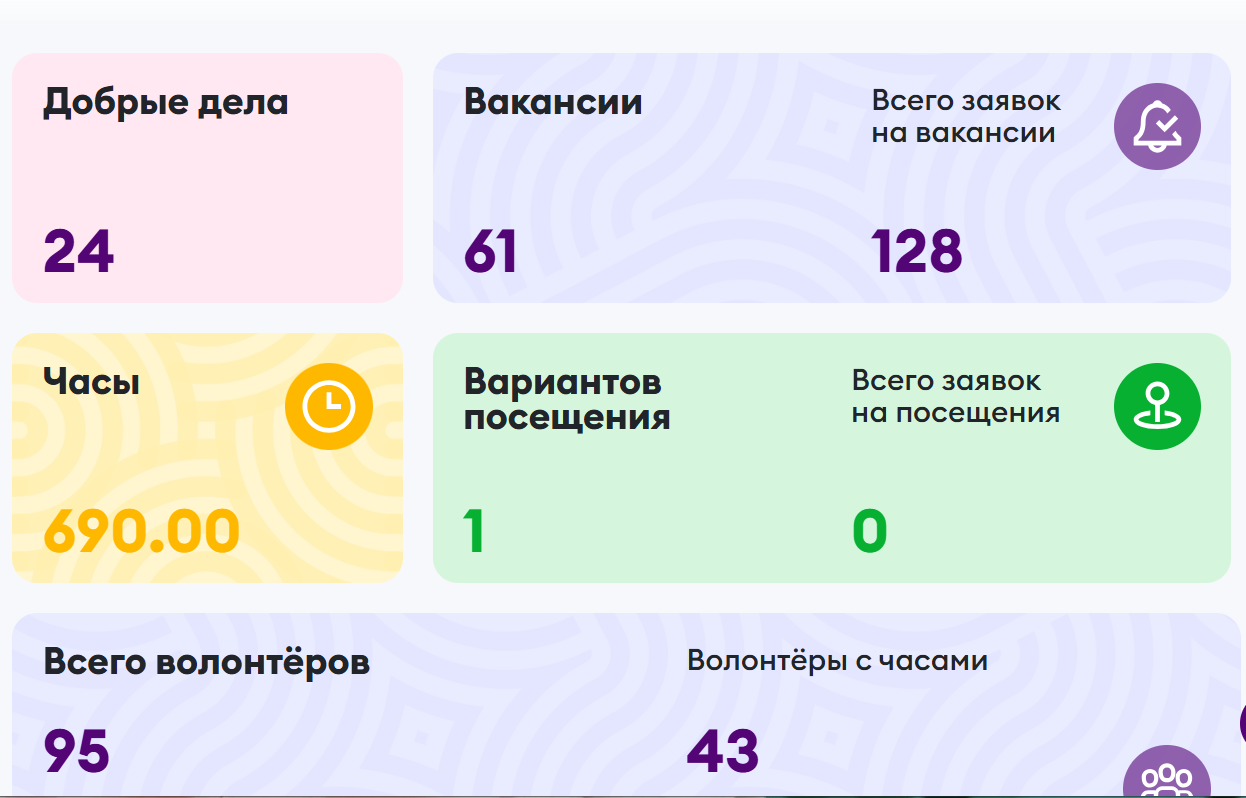 Добрые дела
24
Вакансии
61
Всего заявок
на вакансии
128
Часы
690.00
Вариантов
посещения
1
Всего заявок
на посещения
0
Всего волонтёров
95
Волонтёры с часами
43